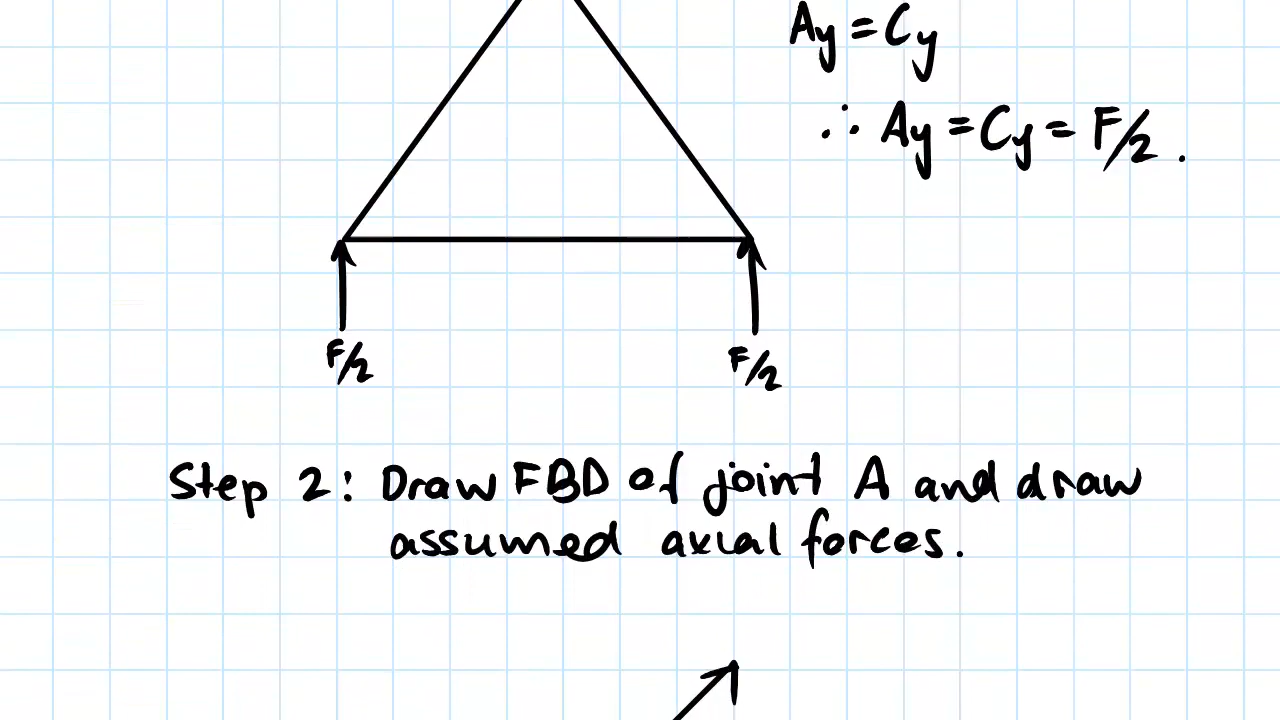 Ay = Cy
∴ Ay = Cy = F/2.
F/2
F/2
Step 2: Draw FBD of joint A and draw
assumed axial forces.